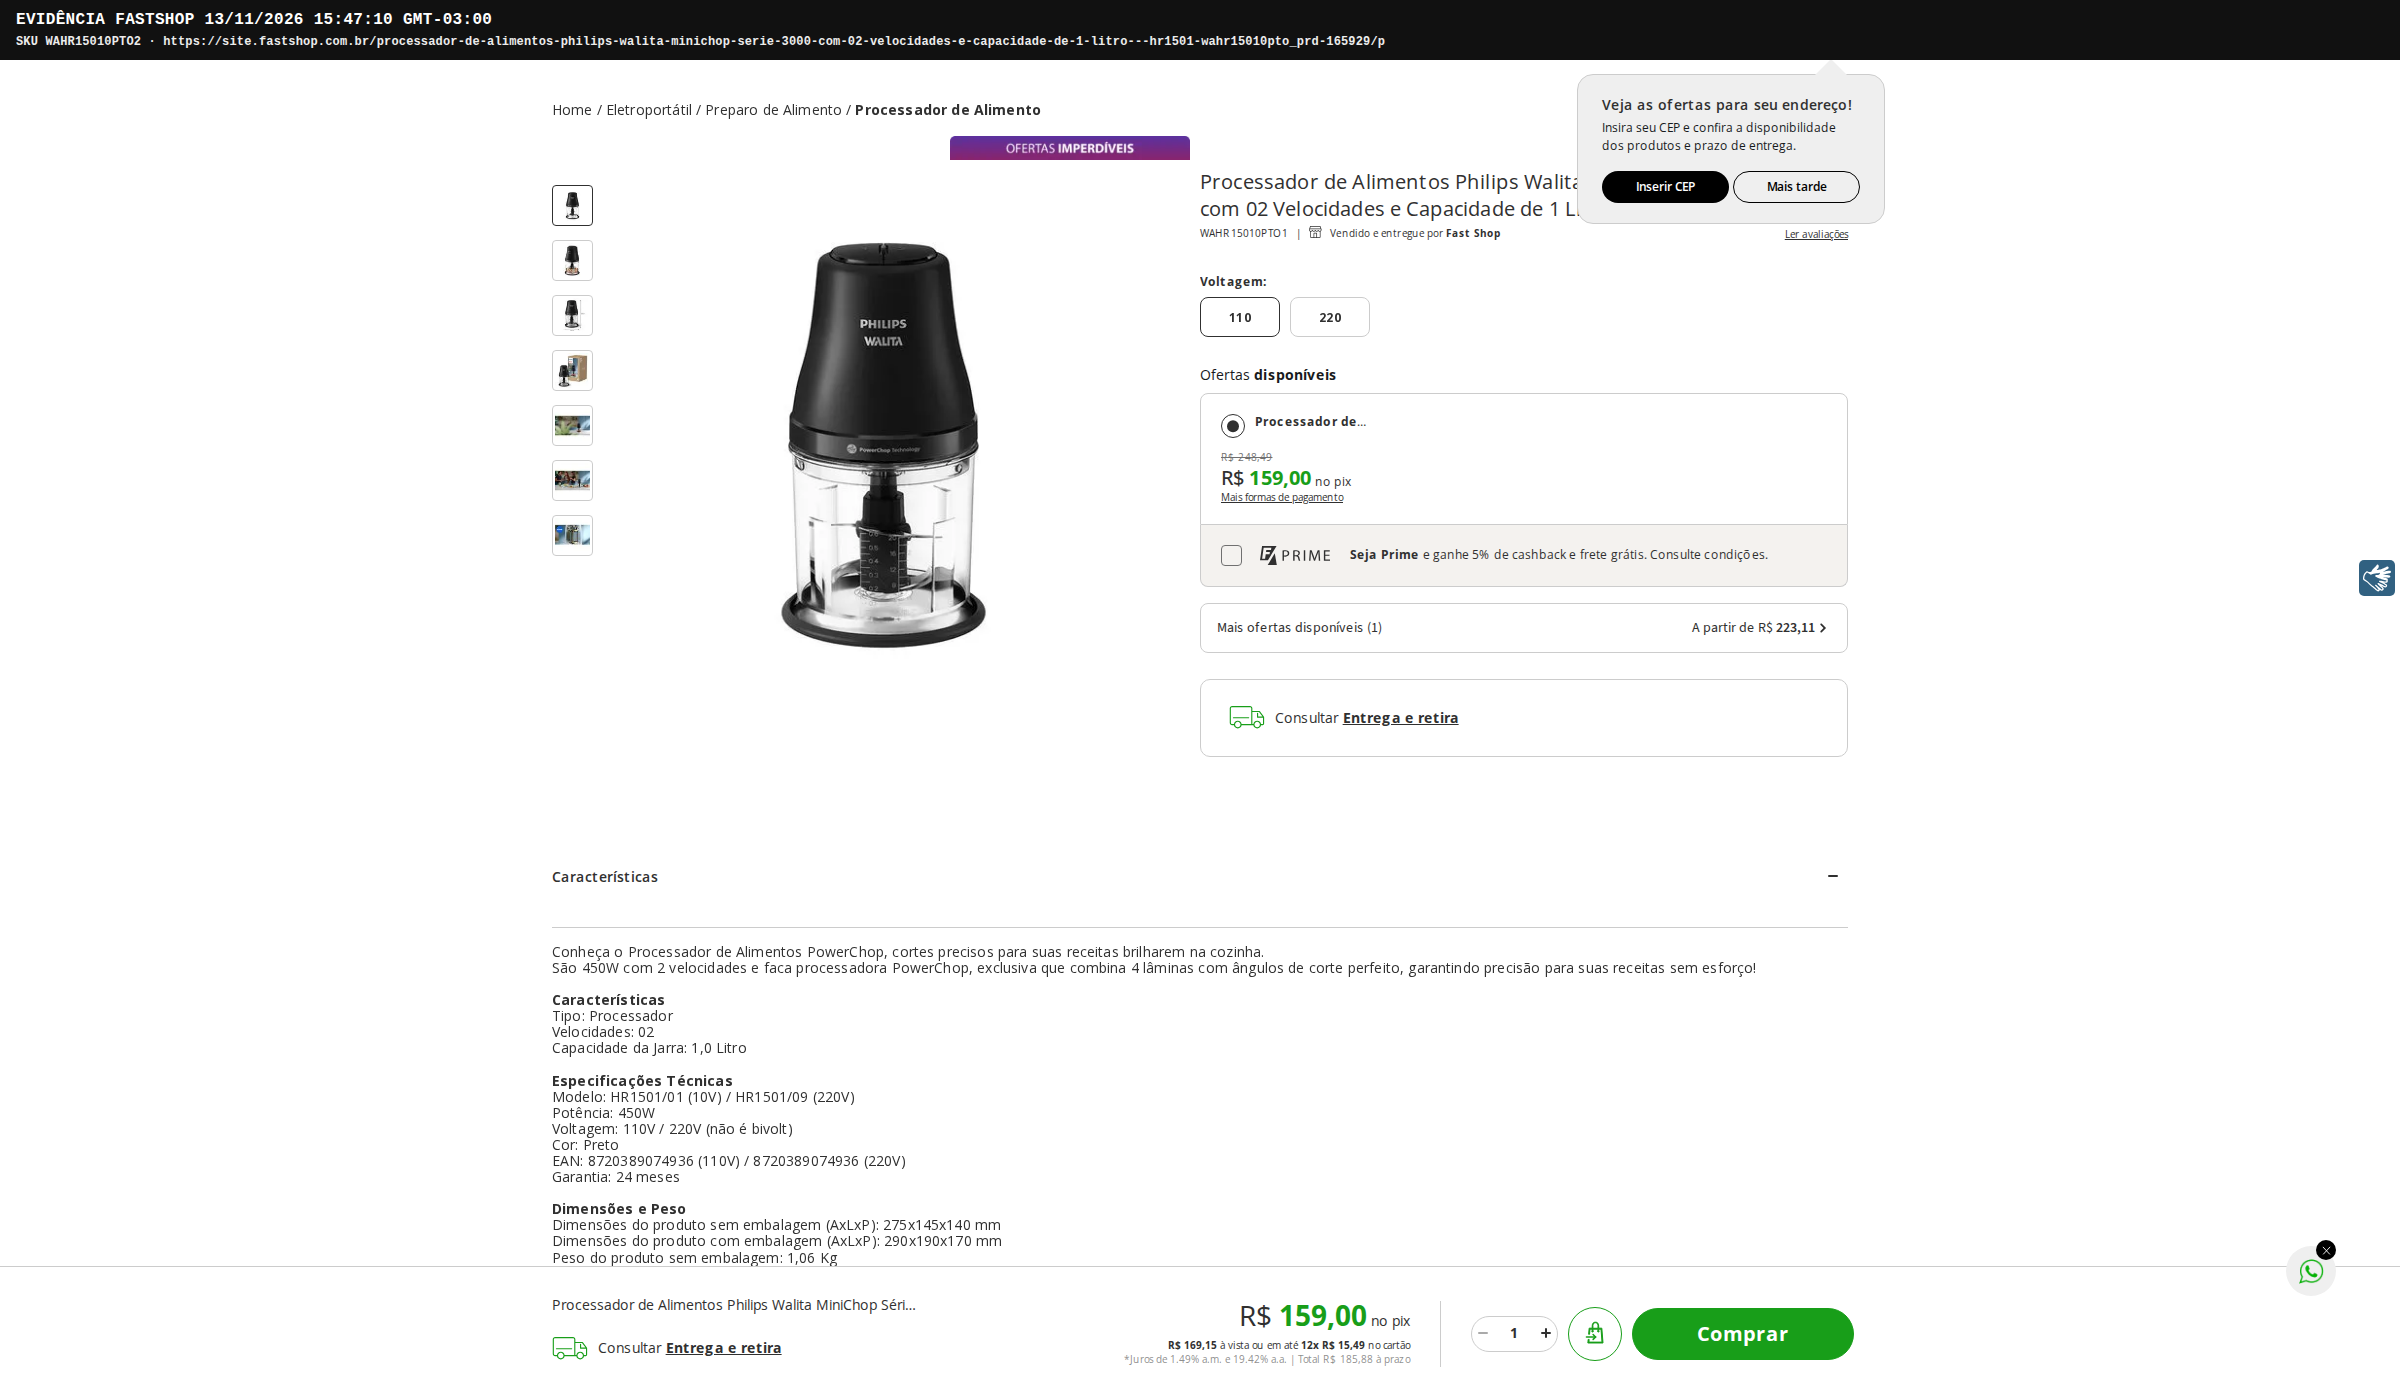 EVIDÊNCIA FASTSHOP 13/11/2026 15:47:10 GMT-03:00
SKU WAHR15010PTO2 · https://site.fastshop.com.br/processador-de-alimentos-philips-walita-minichop-serie-3000-com-02-velocidades-e-capacidade-de-1-litro---hr1501-wahr15010pto_prd-165929/p
Veja as ofertas para seu endereço!
Insira seu CEP e confira a disponibilidade
dos produtos e prazo de entrega.
Inserir CEP
Mais tarde
Home / Eletroportátil / Preparo de Alimento / Processador de Alimento
OFERTAS IMPERDÍVEIS
Processador de Alimentos Philips Walita
com 02 Velocidades e Capacidade de 1 L
WAHR15010PTO1 | Vendido e entregue por Fast Shop
Ler avaliações
PHILIPS
WALITA
PowerChop Technology
Voltagem:
110
220
Ofertas disponíveis
Processador de...
R$ 248,49
R$ 159,00 no pix
Mais formas de pagamento
PRIME
Seja Prime e ganhe 5% de cashback e frete grátis. Consulte condições.
Mais ofertas disponíveis (1)
A partir de R$ 223,11
Consultar Entrega e retira
Características
Conheça o Processador de Alimentos PowerChop, cortes precisos para suas receitas brilharem na cozinha.
São 450W com 2 velocidades e faca processadora PowerChop, exclusiva que combina 4 lâminas com ângulos de corte perfeito, garantindo precisão para suas receitas sem esforço!
Características
Tipo: Processador
Velocidades: 02
Capacidade da Jarra: 1,0 Litro
Especificações Técnicas
Modelo: HR1501/01 (10V) / HR1501/09 (220V)
Potência: 450W
Voltagem: 110V / 220V (não é bivolt)
Cor: Preto
EAN: 8720389074936 (110V) / 8720389074936 (220V)
Garantia: 24 meses
Dimensões e Peso
Dimensões do produto sem embalagem (AxLxP): 275x145x140 mm
Dimensões do produto com embalagem (AxLxP): 290x190x170 mm
Peso do produto sem embalagem: 1,06 Kg
Processador de Alimentos Philips Walita MiniChop Séri...
Consultar Entrega e retira
R$ 159,00 no pix
R$ 169,15 à vista ou em até 12x R$ 15,49 no cartão
*Juros de 1.49% a.m. e 19.42% a.a. | Total R$ 185,88 à prazo
1
Comprar